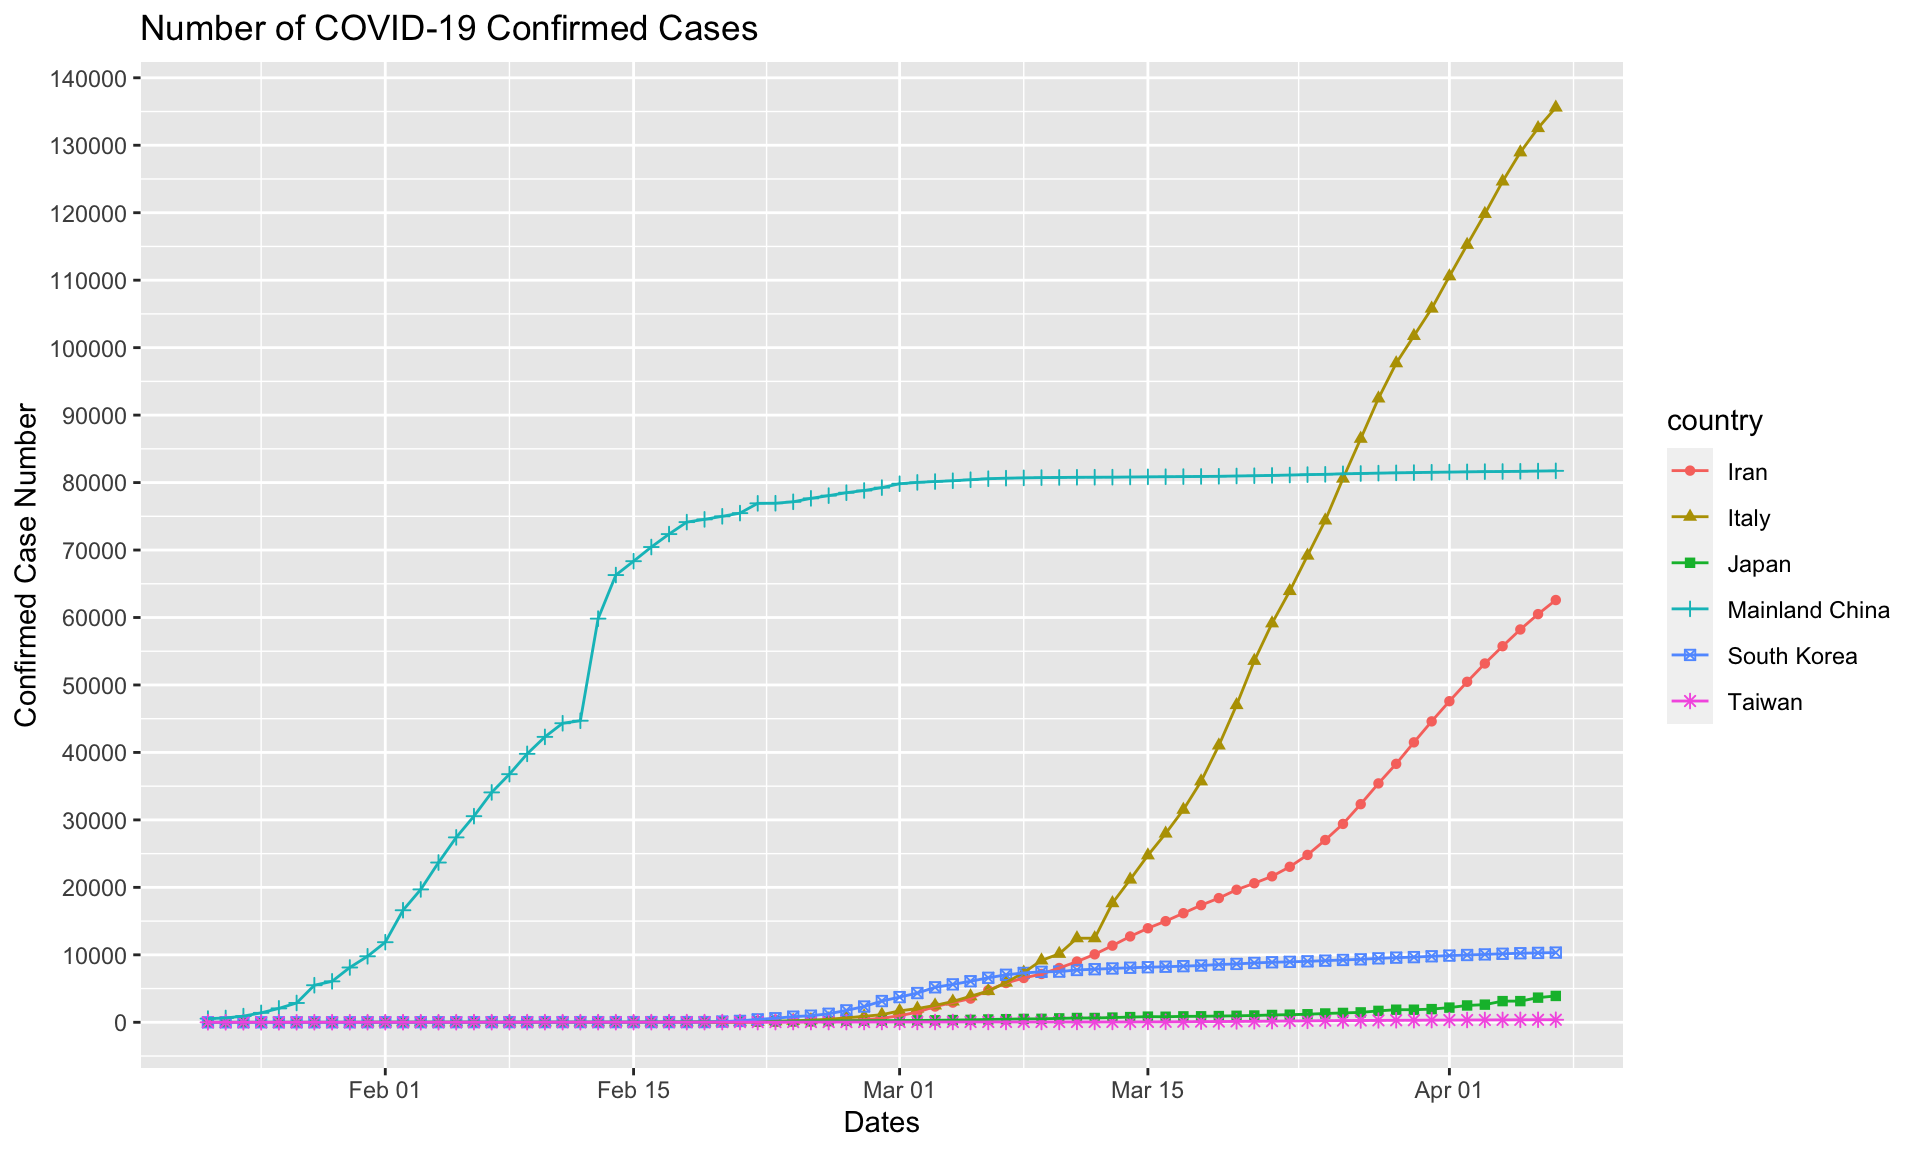 Number of COVID-19 Confirmed Cases
140000
130000
120000
110000
100000
90000
80000
70000
60000
50000
40000
30000
20000
10000
0
Confirmed Case Number
Feb 01
Feb 15
Mar 01
Mar 15
Apr 01
Dates
country
Iran
Italy
Japan
Mainland China
South Korea
Taiwan